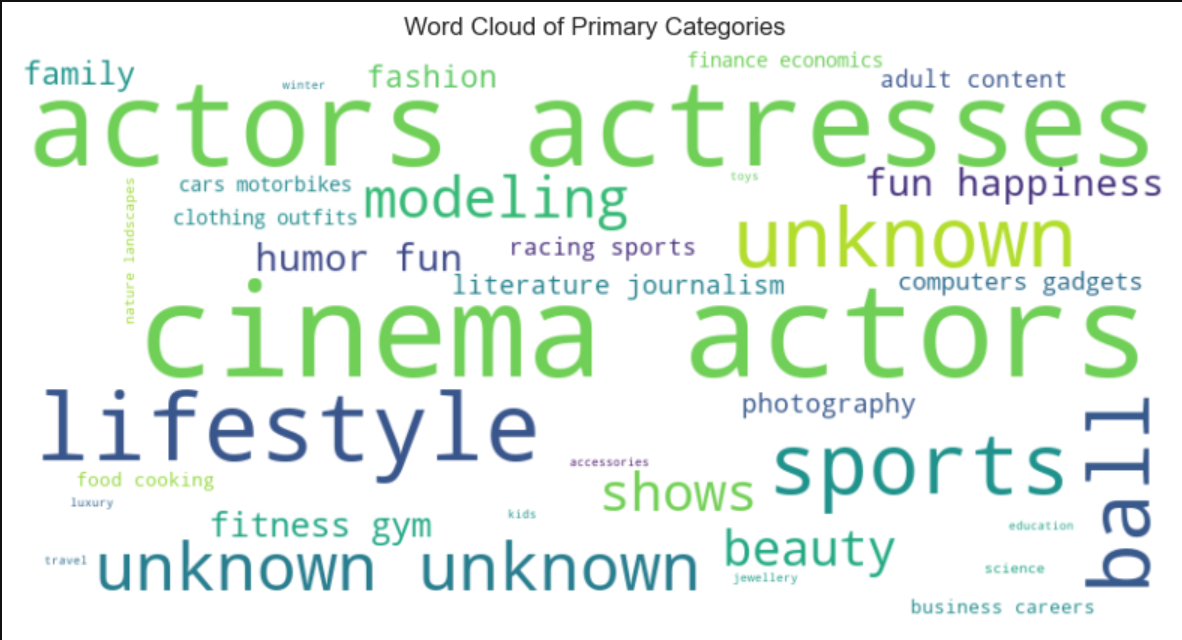 Word Cloud of Primary Categories
family
winter
fashion
finance economics
adult content
actors actresses
cars motorbikes
modeling
toys
fun happiness
nature landscapes
clothing outfits
unknown
humor fun
racing sports
literature journalism
computers gadgets
cinema actors
lifestyle
photography
ball
sports
accessories
food cooking
shows
luxury
kids
fitness gym
education
beauty
travel
unknown unknown
science
jewellery
business careers